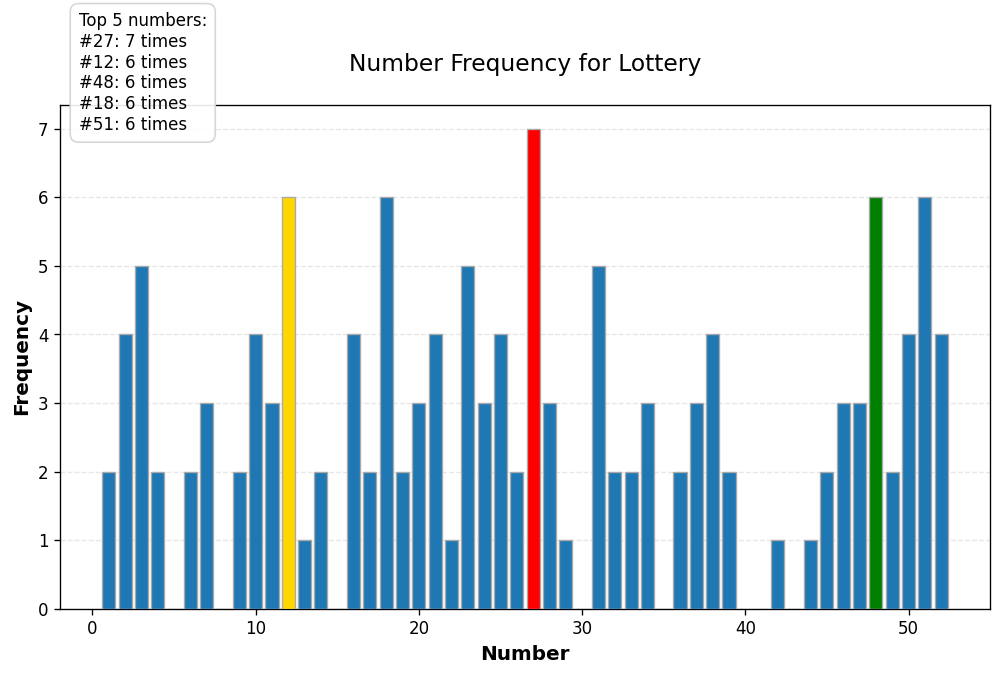 Top 5 numbers:
#27: 7 times
#12: 6 times
#48: 6 times
#18: 6 times
#51: 6 times
Number Frequency for Lottery
Frequency
7
6
5
4
3
2
1
0
0 10 20 30 40 50
Number